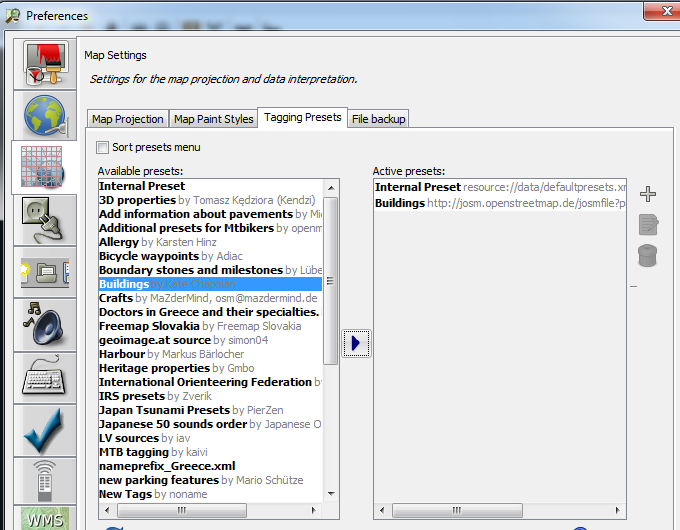 Preferences
Map Settings
Settings for the map projection and data interpretation.
Map Projection Map Paint Styles Tagging Presets File backup
Sort presets menu
Available presets:
Internal Preset
3D properties by Tomasz Kędziora (Kendzi)
Add information about pavements by Mi
Additional presets for Mtbikers by openm
Allergy by Karsten Hinz
Bicycle waypoints by Adiac
Boundary stones and milestones by Lübe
Buildings by Kate Chapman
Crafts by MaZderMind, osm@mazdermind.de
Doctors in Greece and their specialties.
Freemap Slovakia by Freemap Slovakia
geoimage.at source by simon04
Harbour by Markus Bärlocher
Heritage properties by Gmbo
International Orienteering Federation by
IRS presets by Zverik
Japan Tsunami Presets by PierZen
Japanese 50 sounds order by Japanese O
LV sources by iav
MTB tagging by kaivi
nameprefix_Greece.xml
new parking features by Mario Schütze
New Tags by noname
Active presets:
Internal Preset resource://data/defaultpresets.xm
Buildings http://josm.openstreetmap.de/josmfile?p
WMS